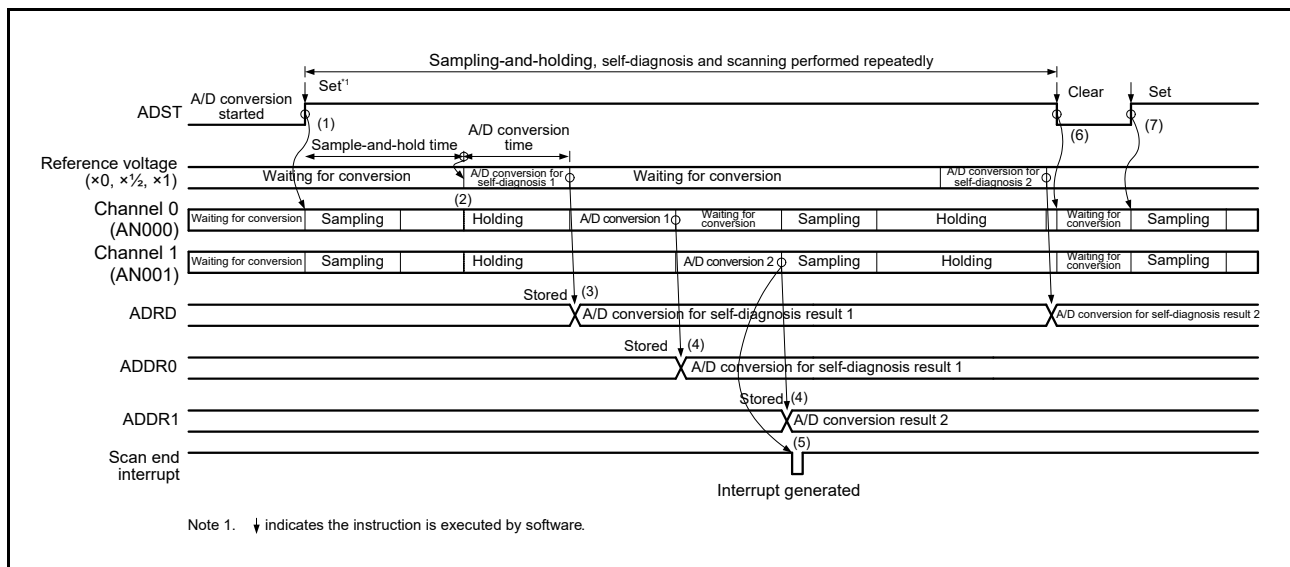 Sampling-and-holding, self-diagnosis and scanning performed repeatedly
ADST
A/D conversion
started
Set*1
(1)
Clear
(6)
Set
(7)
Sample-and-hold time
A/D conversion
time
Reference voltage
(×0, ×½, ×1)
Waiting for conversion
A/D conversion for
self-diagnosis 1
Waiting for conversion
A/D conversion for
self-diagnosis 2
(2)
Channel 0
(AN000)
Waiting for conversion
Sampling
Holding
A/D conversion 1
Waiting for
conversion
Sampling
Holding
Waiting for
conversion
Sampling
Channel 1
(AN001)
Waiting for conversion
Sampling
Holding
A/D conversion 2
Sampling
Holding
Waiting for
conversion
Sampling
ADRD
Stored
(3)
A/D conversion for self-diagnosis result 1
A/D conversion for self-diagnosis result 2
ADDR0
Stored
(4)
A/D conversion for self-diagnosis result 1
ADDR1
Stored
(4)
A/D conversion result 2
Scan end
interrupt
(5)
Interrupt generated
Note 1. indicates the instruction is executed by software.